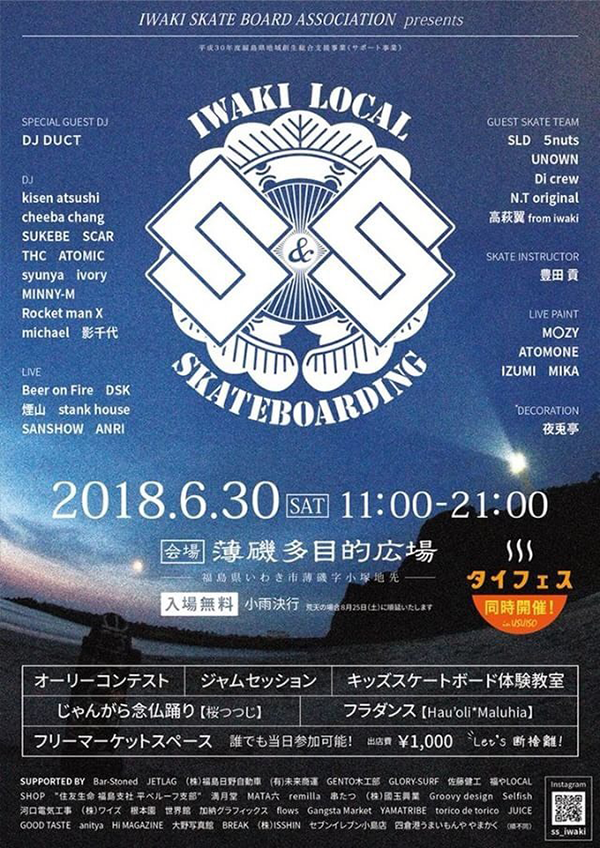 IWAKI SKATE BOARD ASSOCIATION presents
平成30年度福島県地域創生総合支援事業(サポート事業)
IWAKI LOCAL
S&S
SKATEBOARDING
SPECIAL GUEST DJ
DJ DUCT
DJ
kisen atsushi
cheeba chang
SUKEBE SCAR
THC ATOMIC
syunya ivory
MINNY-M
Rocket man X
michael 影千代
LIVE
Beer on Fire DSK
煙山 stank house
SANSHOW ANRI
GUEST SKATE TEAM
SLD 5nuts
UNOWN
Di crew
N.T original
高萩翼 from iwaki
SKATE INSTRUCTOR
豊田 貢
LIVE PAINT
M〇ZY
ATOMONE
IZUMI MIKA
"DECORATION
夜兎亭
2018.6.30 SAT 11:00-21:00
会場 薄磯多目的広場
福島県いわき市薄磯字小塚地先
入場無料 小雨決行 荒天の場合8月25日(土)に順延いたします
タイフェス
同時開催!
in USUISO
オーリーコンテスト ジャムセッション キッズスケートボード体験教室
じゃんがら念仏踊り【桜つつじ】 フラダンス【Hau'oli*Maluhia】
フリーマーケットスペース 誰でも当日参加可能! 出店費 ¥1,000 Let's 断捨離!
SUPPORTED BY Bar-Stoned JETLAG (株)福島日野自動車 (有)未来商運 GENTO木工部 GLORY-SURF 佐藤健工 福やLOCAL
SHOP "住友生命 福島支社 平ベルーフ支部" 満月堂 MATA六 remilla 串たつ (株)國玉興業 Groovy design Selfish
河口電気工事 (株)ワイズ 根本園 世界館 加納グラフィックス flows Gangsta Market YAMATRIBE torico de torico JUICE
GOOD TASTE anitya Hi MAGAZINE 大野写真館 BREAK (株)ISSHIN セブンイレブン小島店 四倉港うまいもんや やまかく (順不同)
Instagram
ss_iwaki